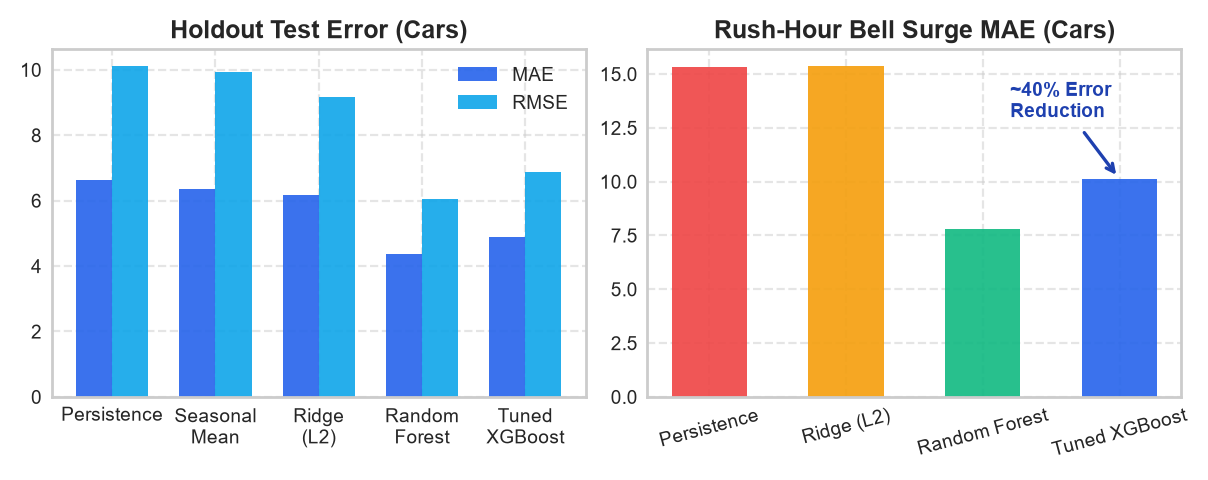 Holdout Test Error (Cars)
10
8
6
4
2
0
MAE
RMSE
Persistence
Seasonal
Mean
Ridge
(L2)
Random
Forest
Tuned
XGBoost
Rush-Hour Bell Surge MAE (Cars)
15.0
12.5
10.0
7.5
5.0
2.5
0.0
~40% Error
Reduction
Persistence
Ridge (L2)
Random Forest
Tuned XGBoost